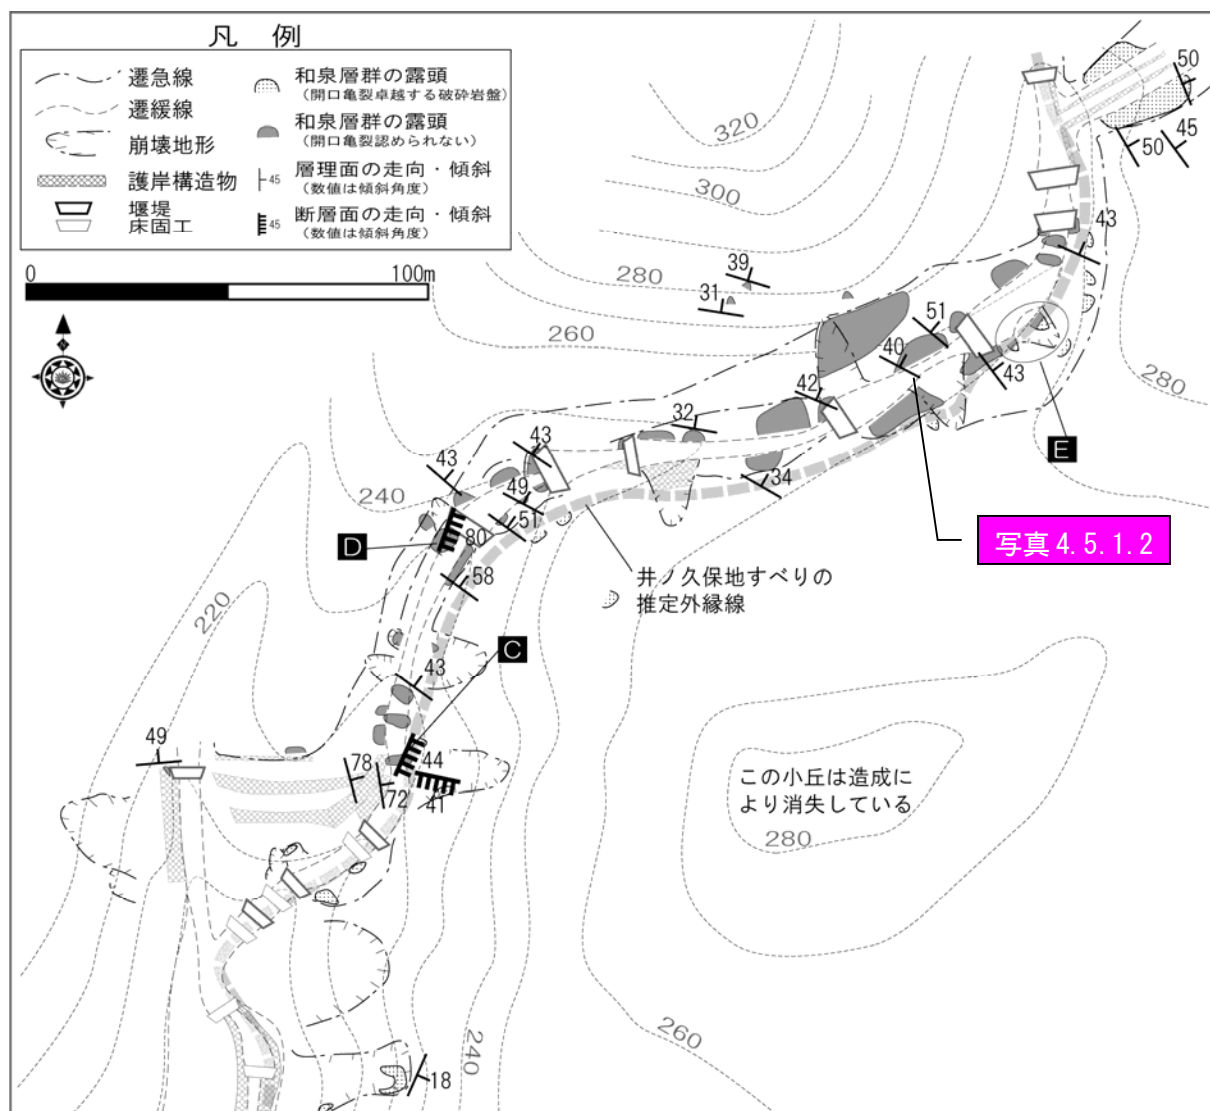 凡 例
遷急線
遷緩線
崩壊地形
護岸構造物
堰堤
床固工
和泉層群の露頭
（開口亀裂卓越する破砕岩盤）
和泉層群の露頭
（開口亀裂認められない）
45
層理面の走向・傾斜
（数値は傾斜角度）
45
断層面の走向・傾斜
（数値は傾斜角度）
0 100m
320
300
280
260
50
50
45
43
39
31
51
40
42
43
280
E
32
34
43
43
49
51
80
58
240
D
220
写真4.5.1.2
井ノ久保地すべりの
推定外縁線
C
43
49
78
72
44
41
この小丘は造成に
より消失している
280
260
240
18